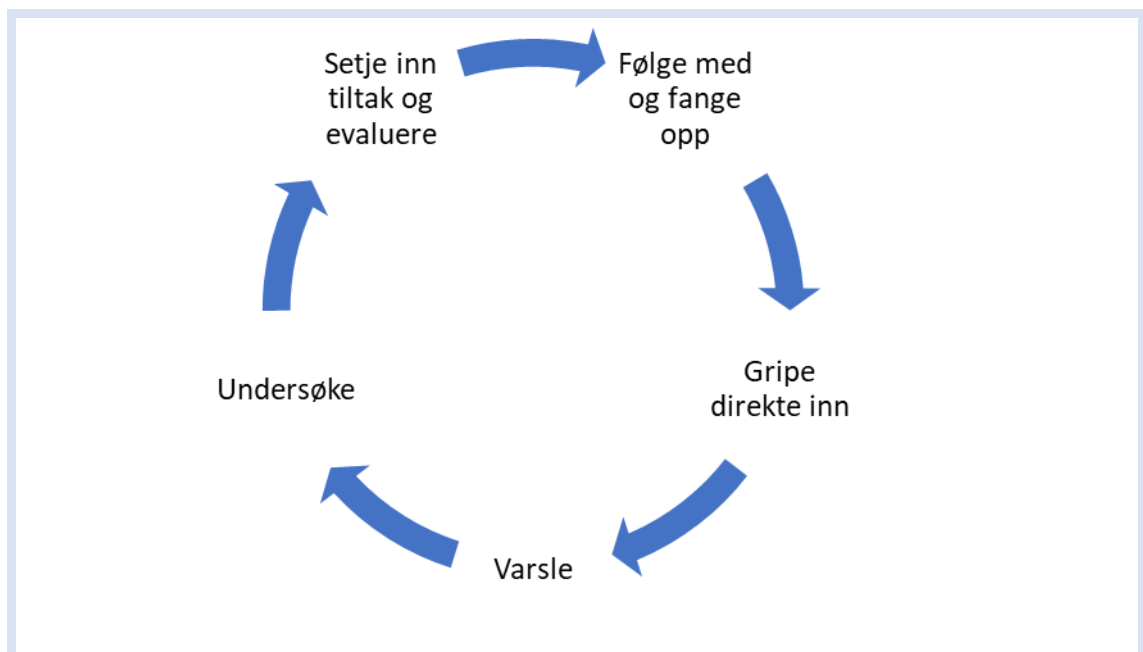 Setje inn
tiltak og
evaluere
Følge med
og fange
opp
Gripe
direkte inn
Varsle
Undersøke